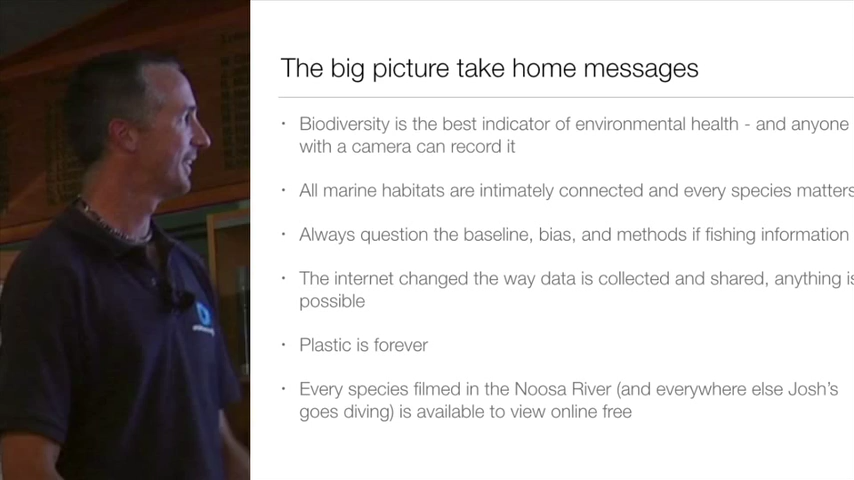 The big picture take home messages
• Biodiversity is the best indicator of environmental health - and anyone
with a camera can record it
• All marine habitats are intimately connected and every species matters
• Always question the baseline, bias, and methods if fishing information
• The internet changed the way data is collected and shared, anything is
possible
• Plastic is forever
• Every species filmed in the Noosa River (and everywhere else Josh's
goes diving) is available to view online free